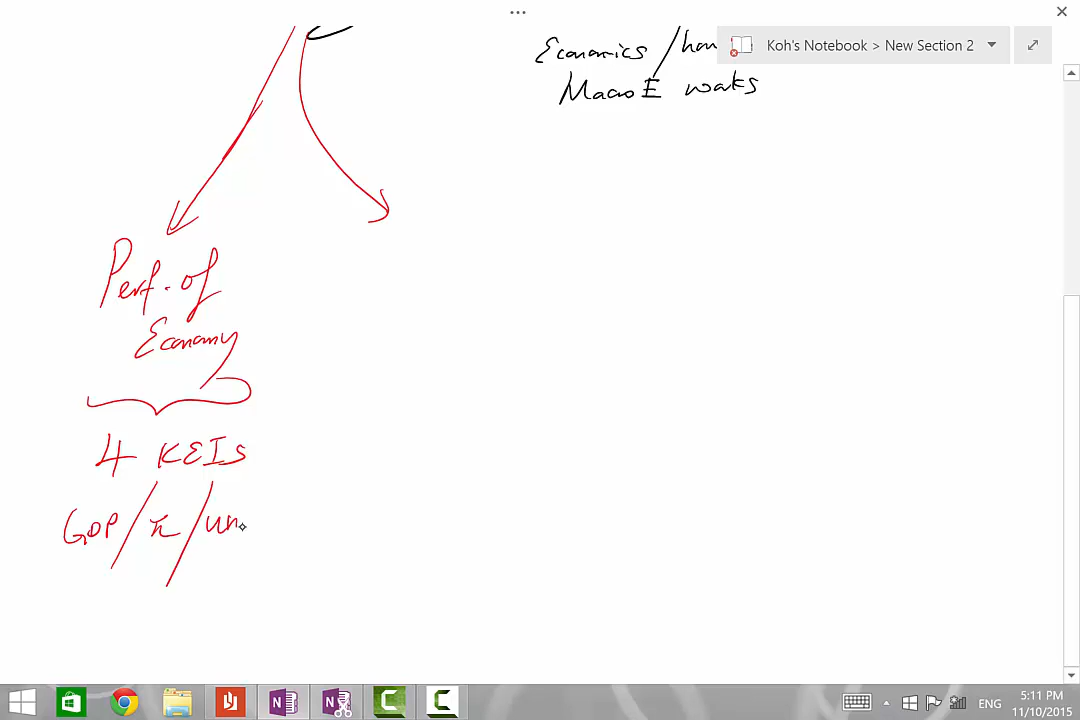 Koh's Notebook > New Section 2
Economics / how
Macro E works
Perf. of
Economy
4 KEIs
GDP / π / un
ENG
5:11 PM
11/10/2015